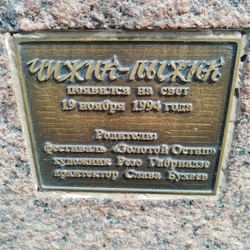 ЧИЖИК-ПЫЖИК
появился на свет
19 ноября 1994 года
Родители
фестиваль «Золотой Остап»
художник Резо Габриадзе
архитектор Слава Бухаев